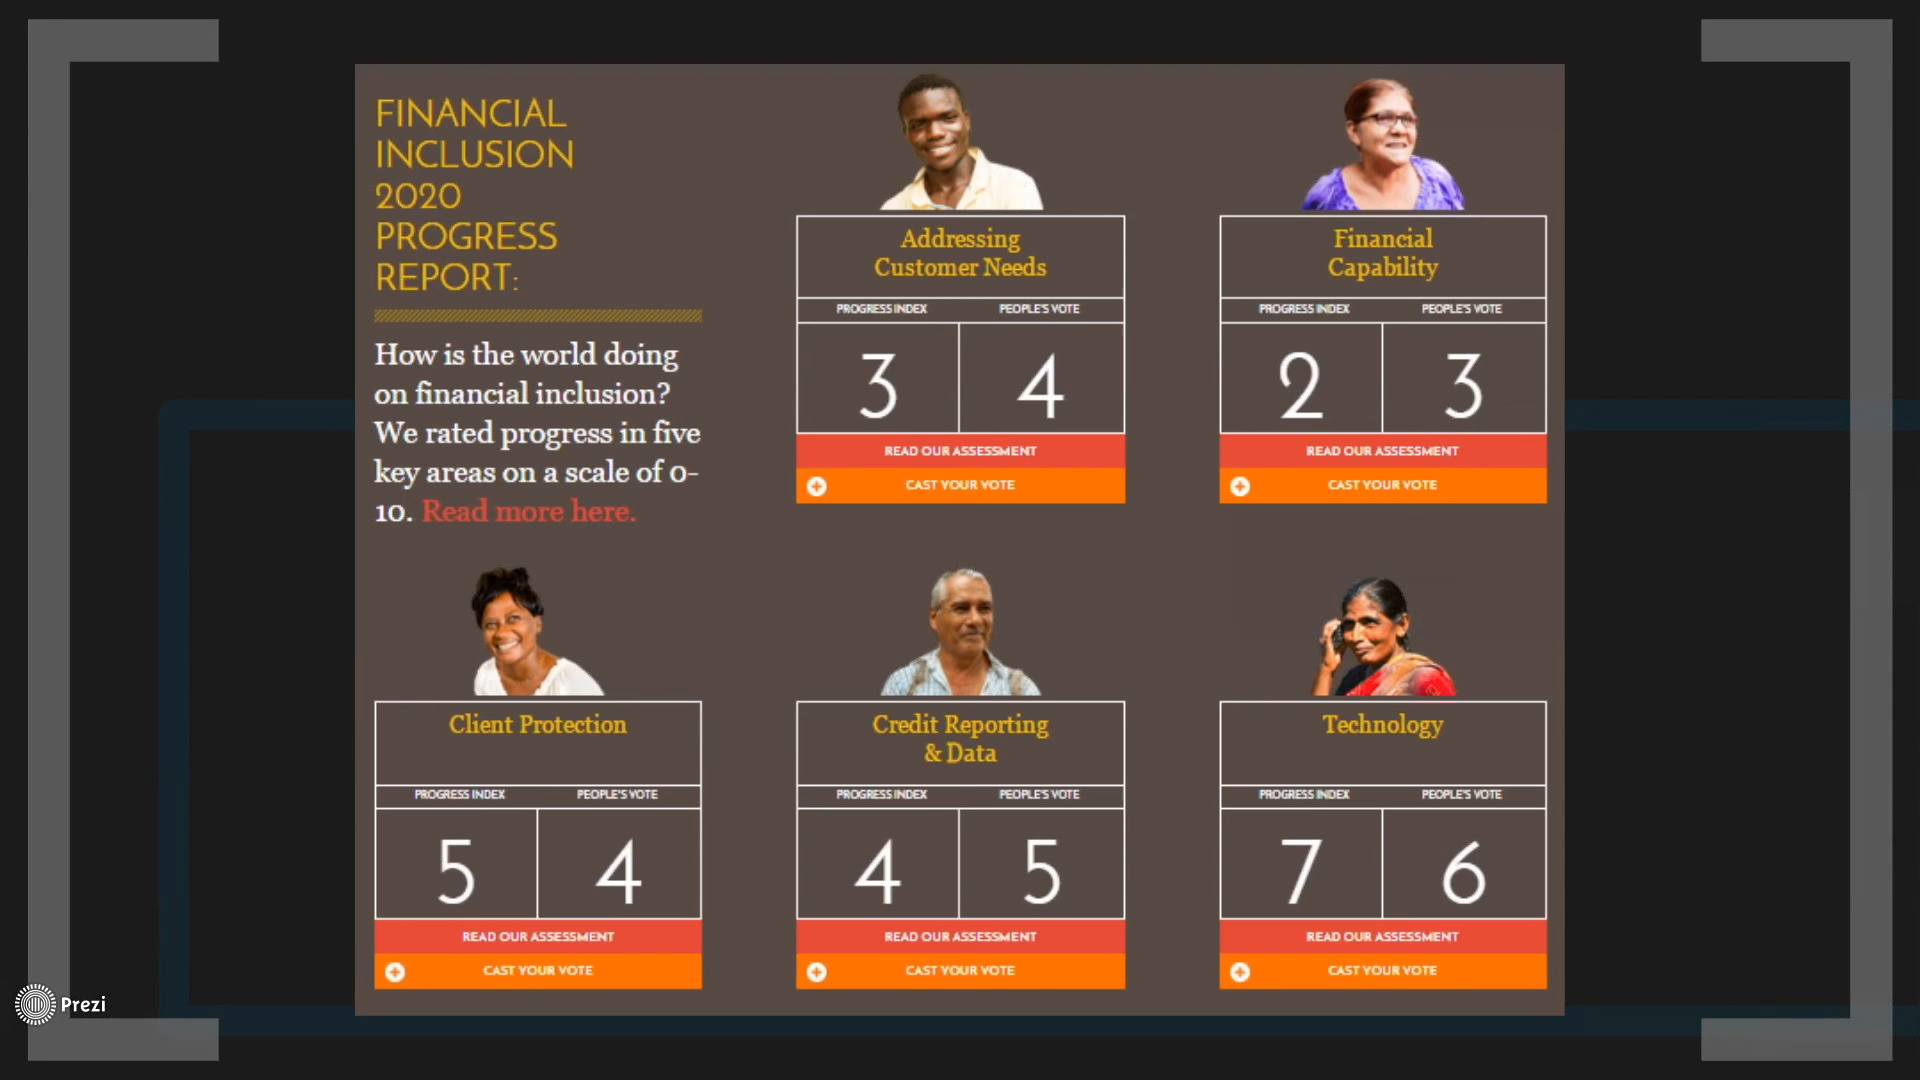 FINANCIAL
INCLUSION
2020
PROGRESS
REPORT:
How is the world doing
on financial inclusion?
We rated progress in five
key areas on a scale of 0-
10. Read more here.
Addressing
Customer Needs
PROGRESS INDEX PEOPLE'S VOTE
3 4
READ OUR ASSESSMENT
CAST YOUR VOTE
Financial
Capability
PROGRESS INDEX PEOPLE'S VOTE
2 3
READ OUR ASSESSMENT
CAST YOUR VOTE
Client Protection
PROGRESS INDEX PEOPLE'S VOTE
5 4
READ OUR ASSESSMENT
CAST YOUR VOTE
Credit Reporting
& Data
PROGRESS INDEX PEOPLE'S VOTE
4 5
READ OUR ASSESSMENT
CAST YOUR VOTE
Technology
PROGRESS INDEX PEOPLE'S VOTE
7 6
READ OUR ASSESSMENT
CAST YOUR VOTE
Prezi